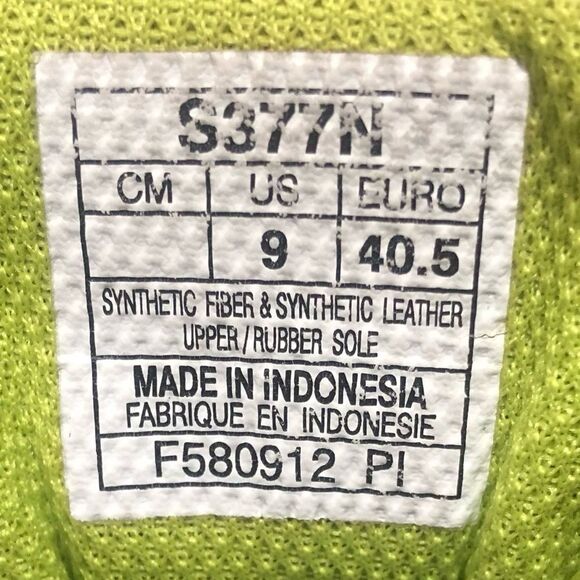 S377N
CM US EURO
9 40.5
SYNTHETIC FIBER & SYNTHETIC LEATHER
UPPER / RUBBER SOLE
MADE IN INDONESIA
FABRIQUE EN INDONESIE
F580912 PI